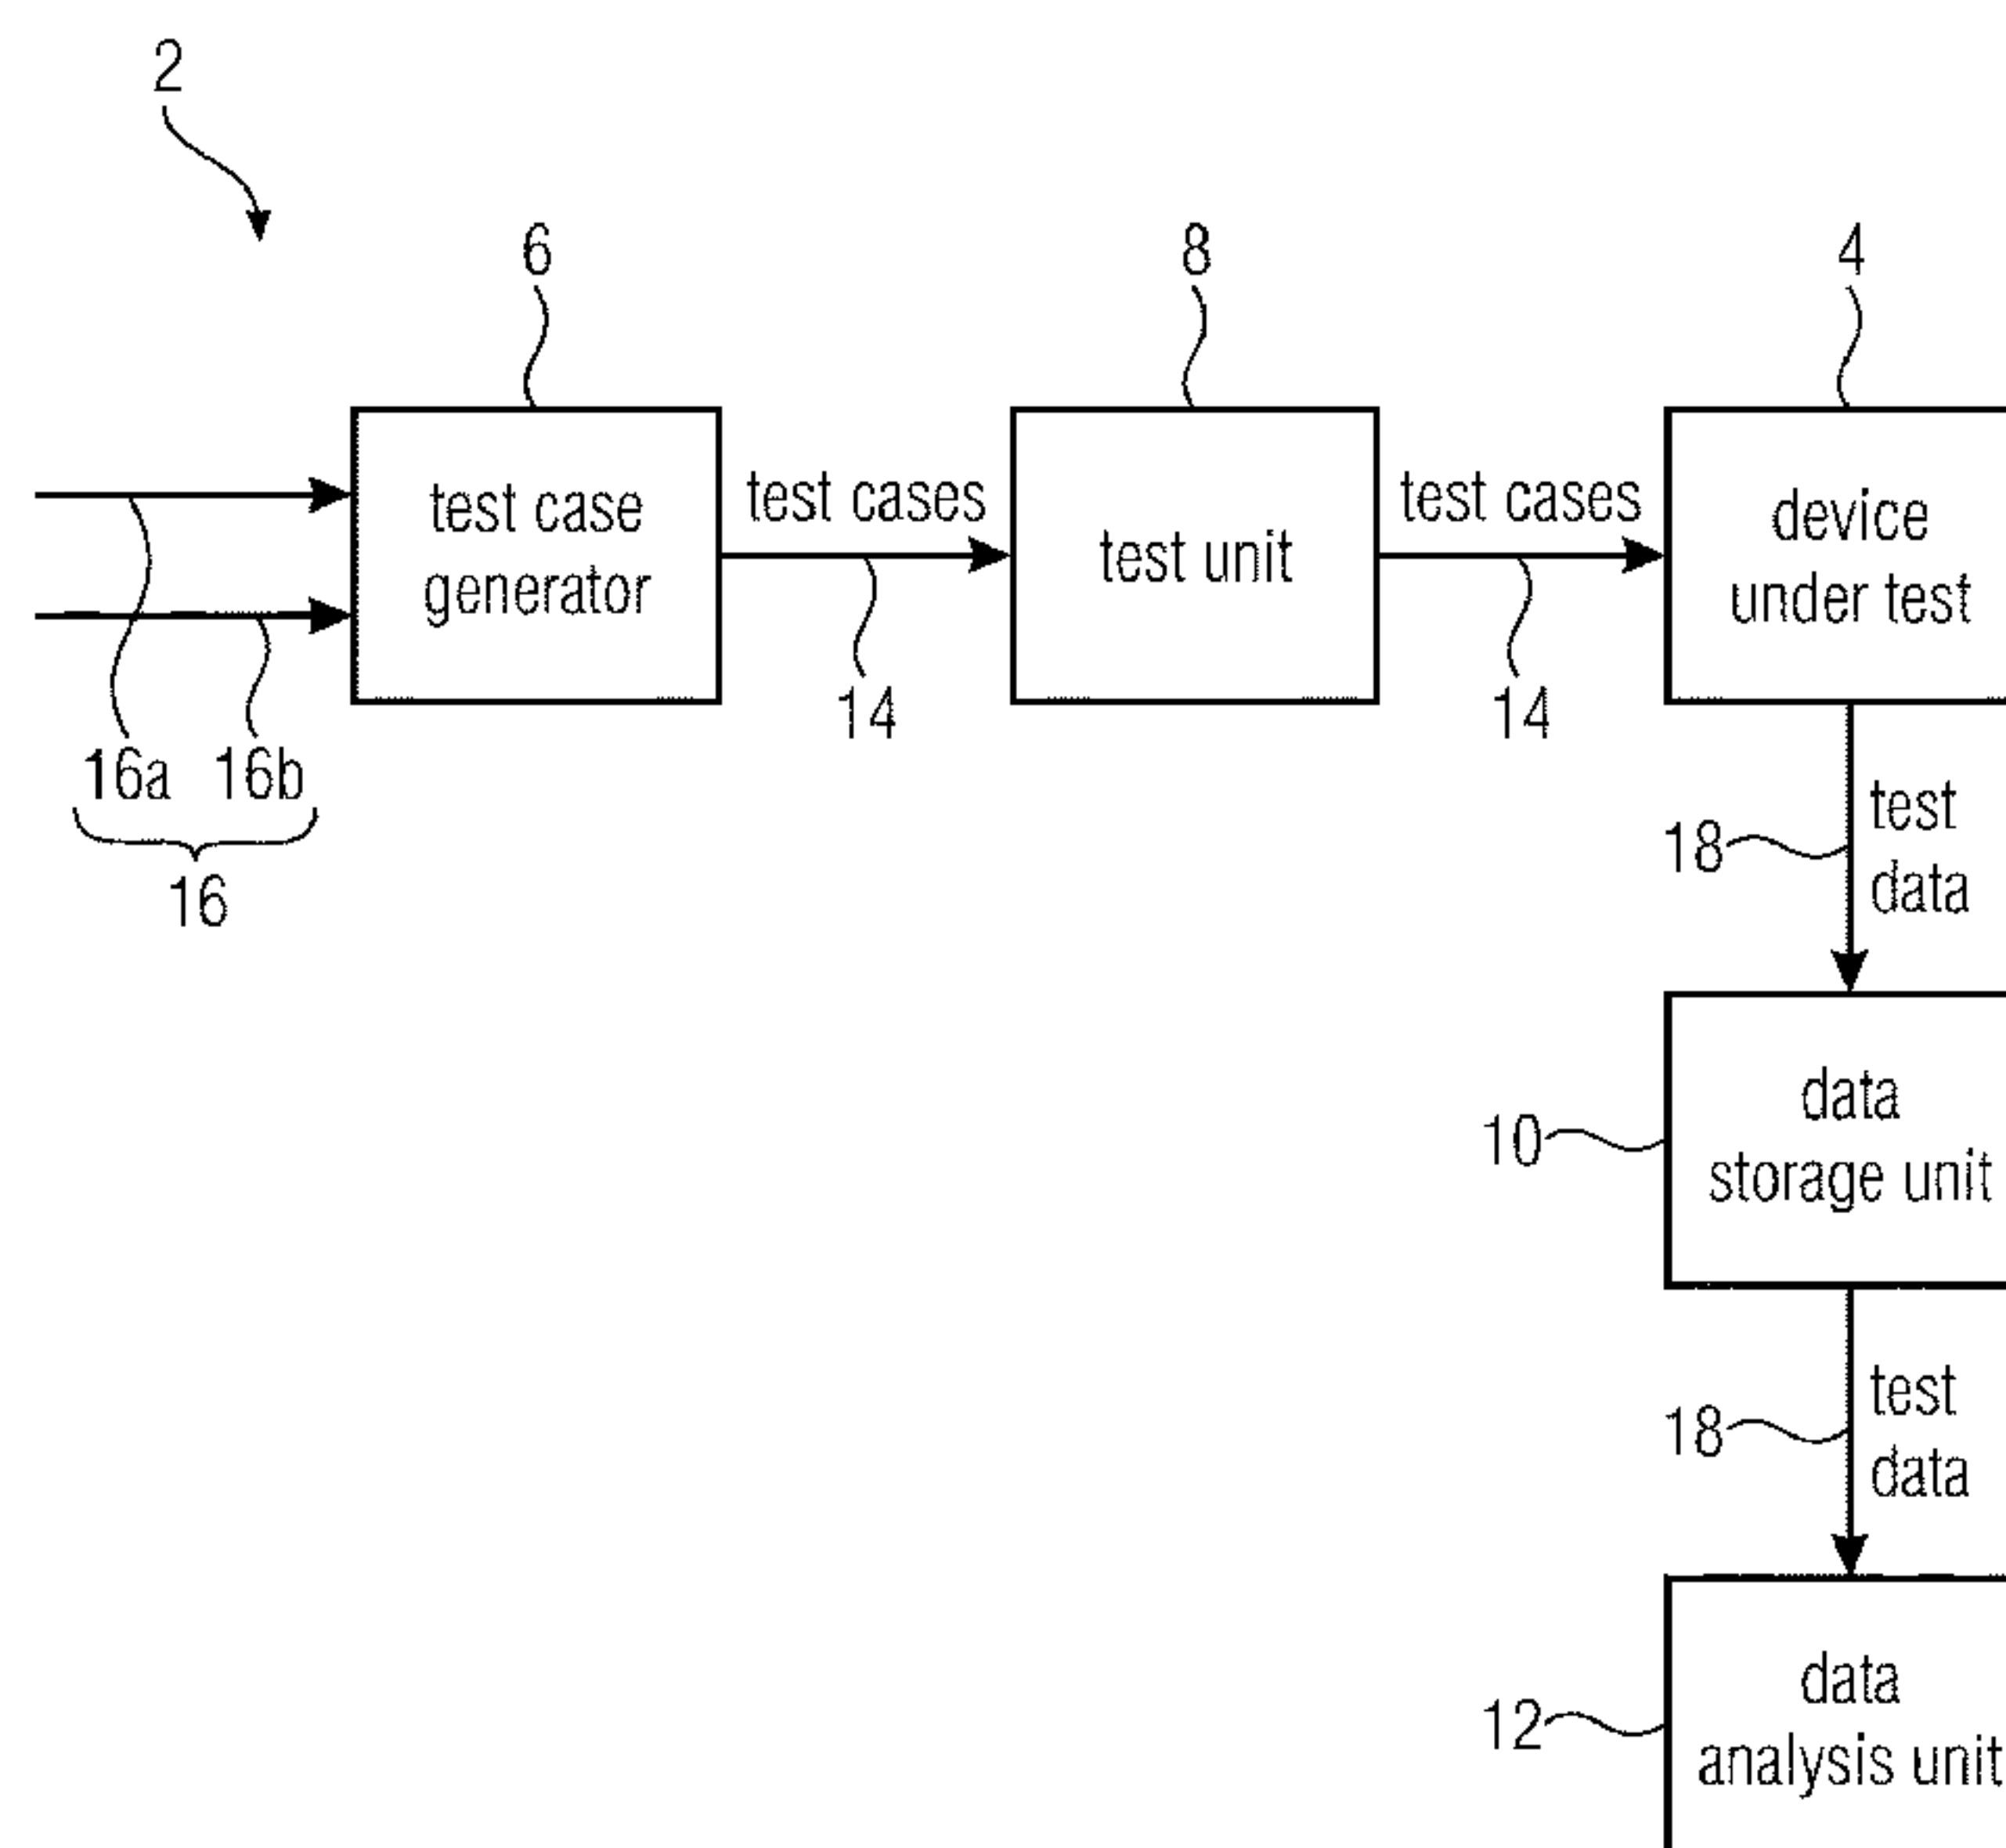 2
6
8
4
test case
generator
test cases
test unit
test cases
device
under test
14
14
16a 16b
16
18
test
data
10
data
storage unit
18
test
data
12
data
analysis unit